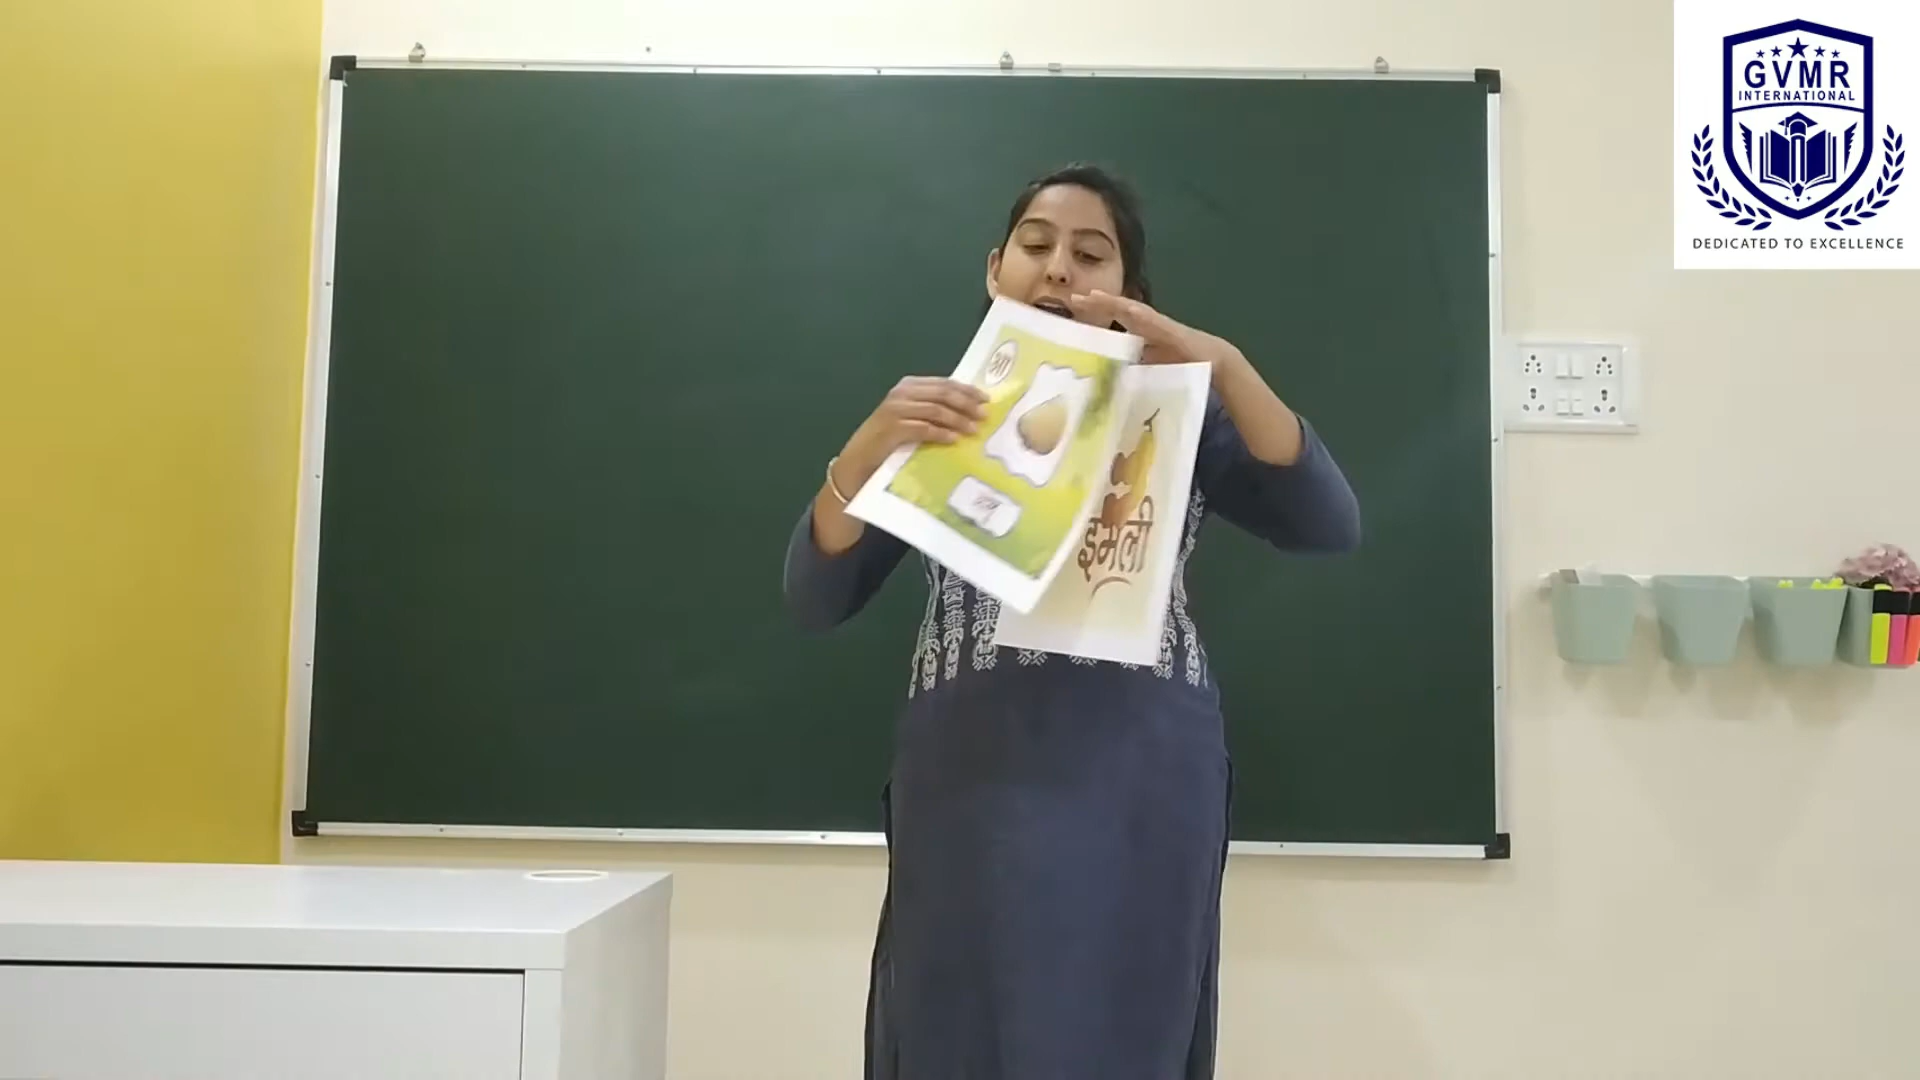 GVMR
INTERNATIONAL
DEDICATED TO EXCELLENCE
आ
इमली